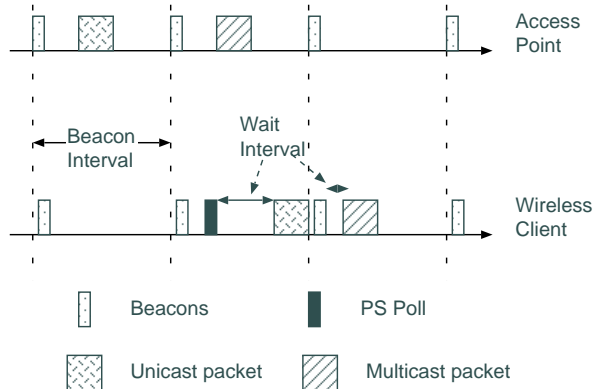 Access
Point
Beacon
Interval
Wait
Interval
Wireless
Client
Beacons
PS Poll
Unicast packet
Multicast packet